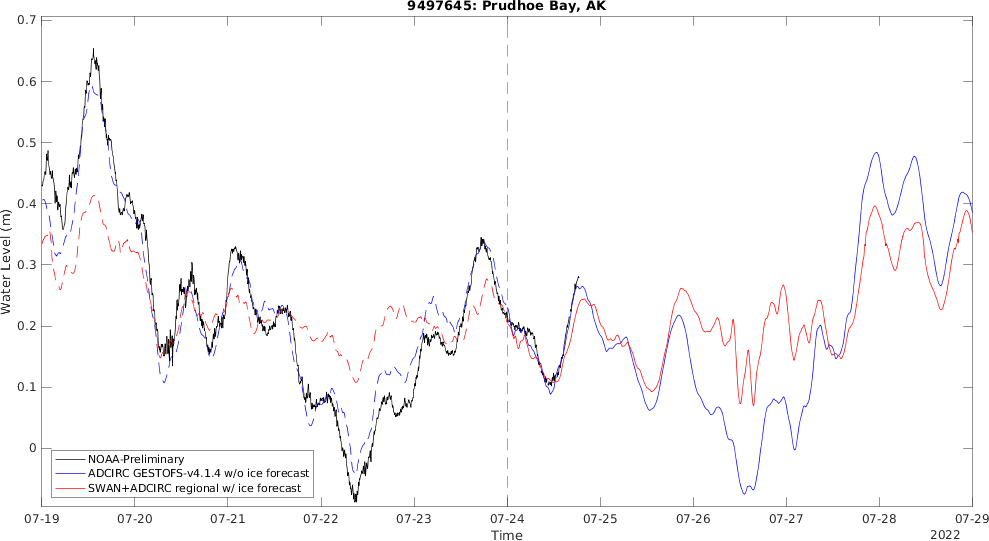 9497645: Prudhoe Bay, AK
0.7
0.6
0.5
0.4
0.3
0.2
0.1
0
Water Level (m)
NOAA-Preliminary
ADCIRC GESTOFS-v4.1.4 w/o ice forecast
SWAN+ADCIRC regional w/ ice forecast
07-19 07-20 07-21 07-22 07-23 07-24 07-25 07-26 07-27 07-28 07-29
Time
2022